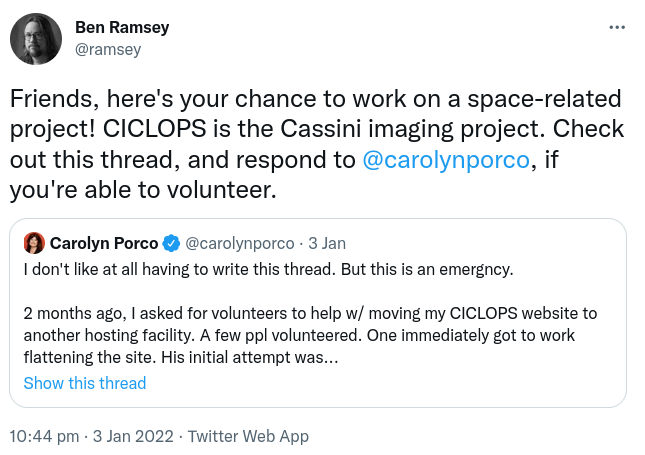 Ben Ramsey
@ramsey
Friends, here's your chance to work on a space-related
project! CICLOPS is the Cassini imaging project. Check
out this thread, and respond to @carolynporco, if
you're able to volunteer.
Carolyn Porco @carolynporco · 3 Jan
I don't like at all having to write this thread. But this is an emergncy.
2 months ago, I asked for volunteers to help w/ moving my CICLOPS website to
another hosting facility. A few ppl volunteered. One immediately got to work
flattening the site. His initial attempt was…
Show this thread
10:44 pm · 3 Jan 2022 · Twitter Web App